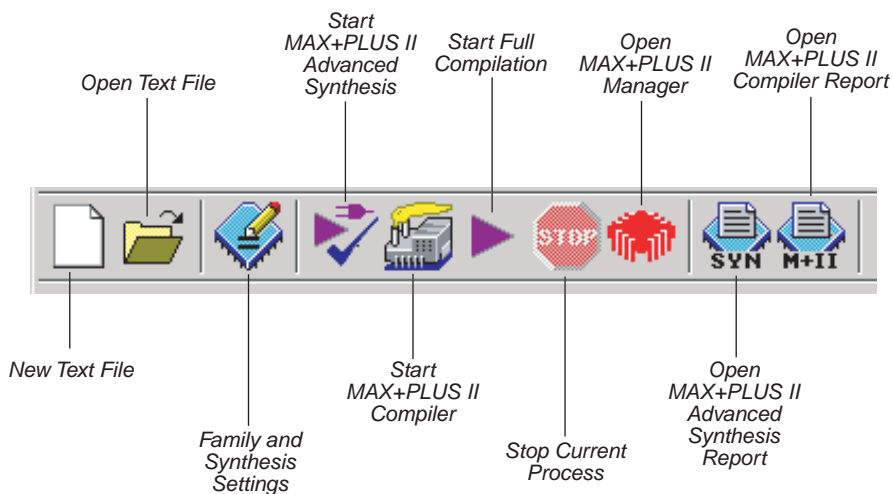 Start
MAX+PLUS II
Advanced
Synthesis
Start Full
Compilation
Open
MAX+PLUS II
Manager
Open
MAX+PLUS II
Compiler Report
Open Text File
STOP
SYN
M+II
New Text File
Family and
Synthesis
Settings
Start
MAX+PLUS II
Compiler
Stop Current
Process
Open
MAX+PLUS II
Advanced
Synthesis
Report